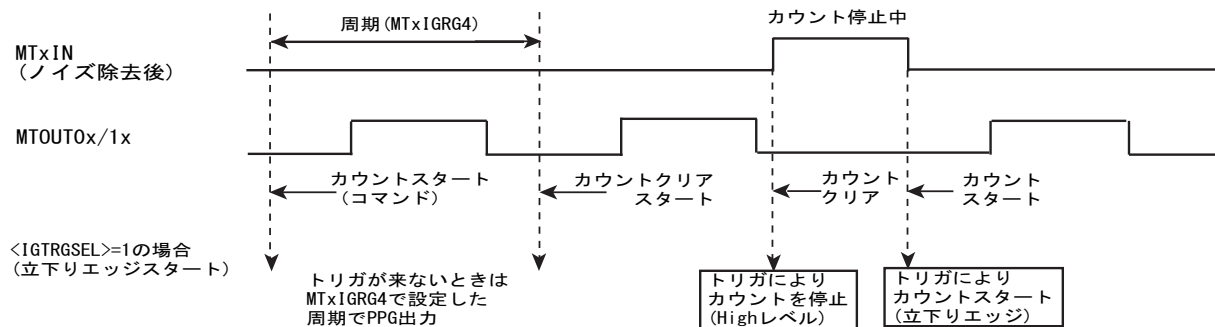 周期(MTxIGRG4)
カウント停止中
MTxIN
(ノイズ除去後)
MTOUT0x/1x
カウントスタート
(コマンド)
カウントクリア
スタート
カウント
クリア
カウント
スタート
<IGTRGSEL>=1の場合
(立下りエッジスタート)
トリガが来ないときは
MTxIGRG4で設定した
周期でPPG出力
トリガにより
カウントを停止
(Highレベル)
トリガにより
カウントスタート
(立下りエッジ)